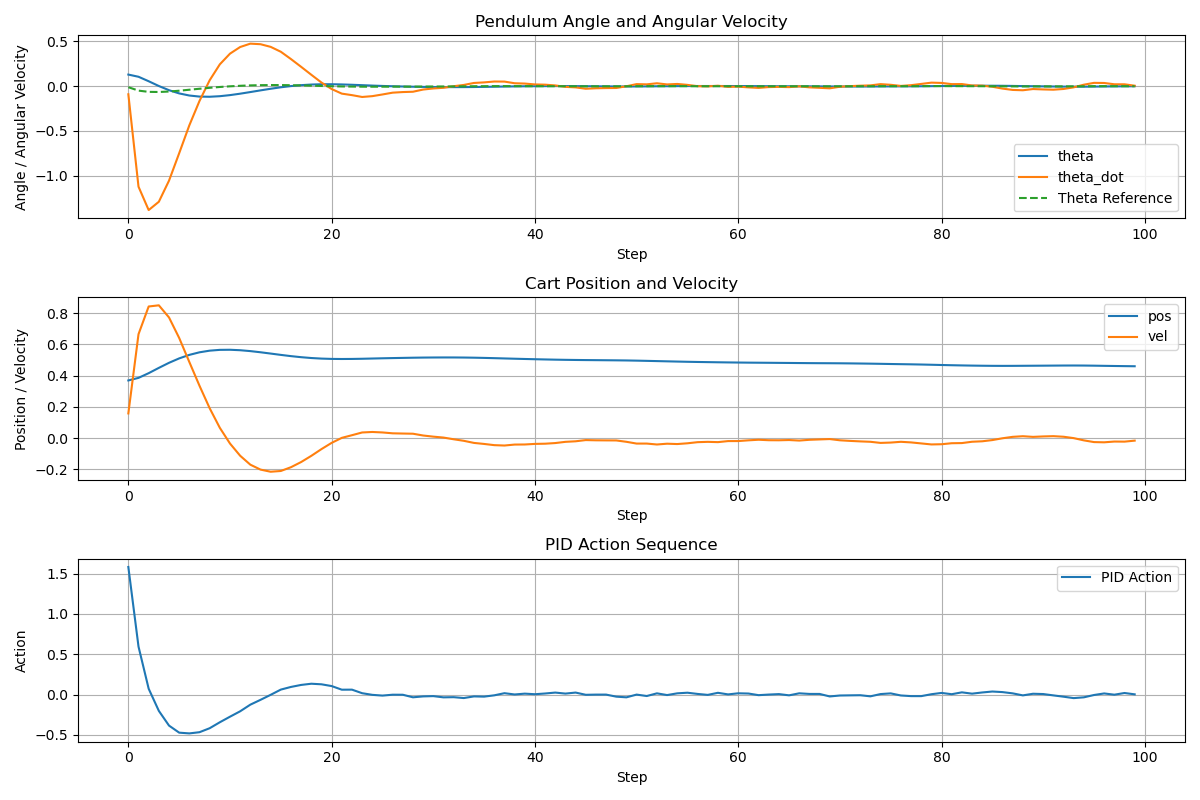 Pendulum Angle and Angular Velocity
Angle / Angular Velocity
0.5
0.0
−0.5
−1.0
theta
theta_dot
Theta Reference
0 20 40 60 80 100
Step
Cart Position and Velocity
Position / Velocity
0.8
0.6
0.4
0.2
0.0
−0.2
pos
vel
0 20 40 60 80 100
Step
PID Action Sequence
Action
1.5
1.0
0.5
0.0
−0.5
PID Action
0 20 40 60 80 100
Step